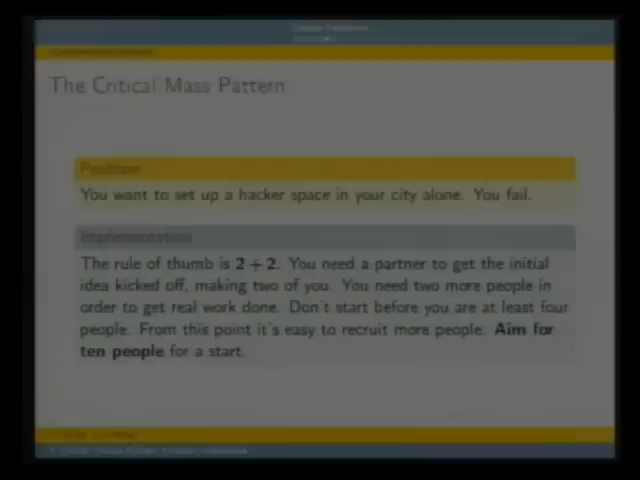 The Critical Mass Pattern
Problem
You want to set up a hacker space in your city alone. You fail.
Implementation
The rule of thumb is 2 + 2. You need a partner to get the initial
idea kicked off, making two of you. You need two more people in
order to get real work done. Don't start before you are at least four
people. From this point it's easy to recruit more people. Aim for
ten people for a start.